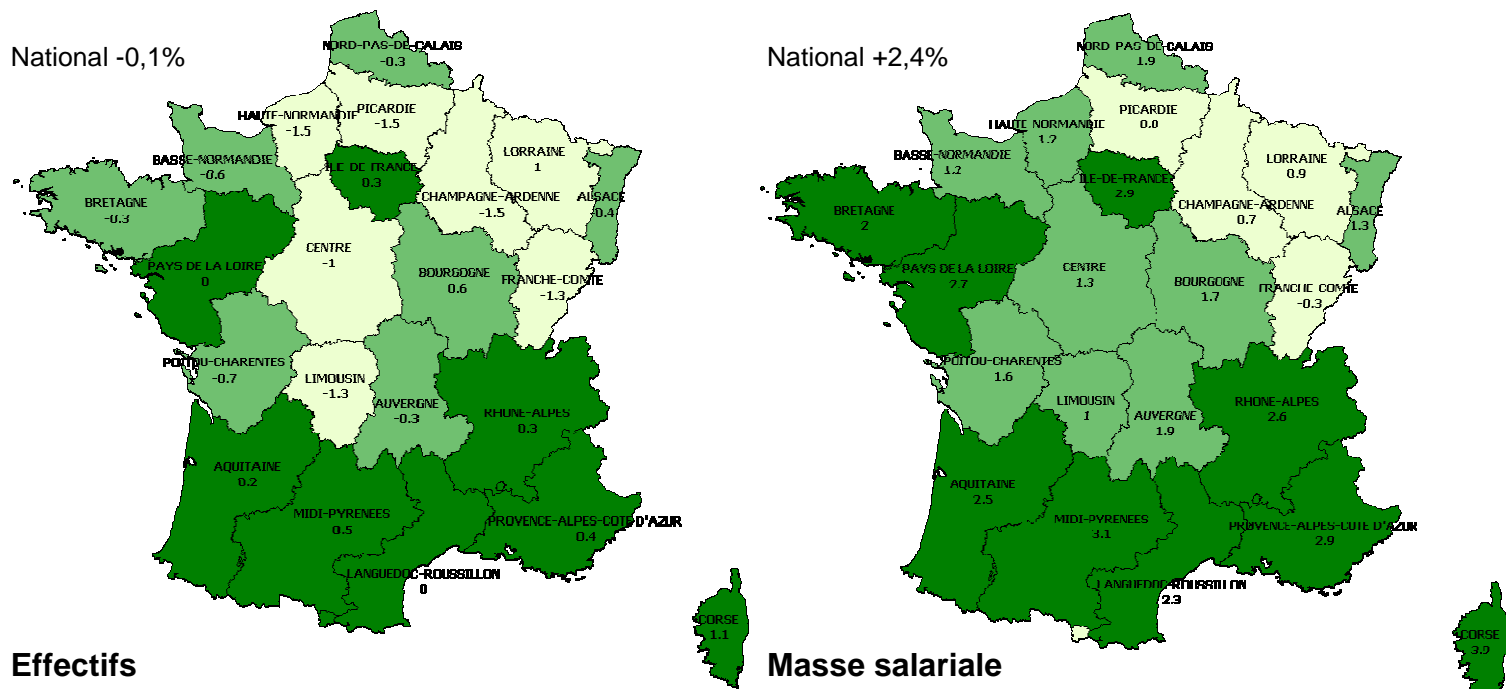 National -0,1%
NORD-PAS-DE-CALAIS
-0.3
HAUTE-NORMANDIE
-1.5
PICARDIE
-1.5
BASSE-NORMANDIE
-0.6
ILE DE FRANCE
0.3
LORRAINE
1
CHAMPAGNE-ARDENNE
-1.5
ALSACE
-0.4
BRETAGNE
-0.3
PAYS DE LA LOIRE
0
CENTRE
-1
BOURGOGNE
0.6
FRANCHE-COMTE
-1.3
POITOU-CHARENTES
-0.7
LIMOUSIN
-1.3
AUVERGNE
-0.3
RHONE-ALPES
0.3
AQUITAINE
0.2
MIDI-PYRENEES
0.5
PROVENCE-ALPES-COTE D'AZUR
0.4
LANGUEDOC-ROUSSILLON
0
CORSE
1.1
Effectifs
National +2,4%
NORD PAS DE-CALAIS
1.9
PICARDIE
0.0
HAUTE NORMANDIE
1.2
BASSE-NORMANDIE
1.2
ILE-DE-FRANCE
2.9
LORRAINE
0.9
CHAMPAGNE-ARDENNE
0.7
ALSACE
1.3
BRETAGNE
2
PAYS DE LA LOIRE
2.7
CENTRE
1.3
BOURGOGNE
1.7
FRANCHE COMTE
-0.3
POITOU-CHARENTES
1.6
LIMOUSIN
1
AUVERGNE
1.9
RHONE-ALPES
2.6
AQUITAINE
2.5
MIDI-PYRENEES
3.1
PROVENCE-ALPES-COTE D'AZUR
2.9
LANGUEDOC-ROUSSILLON
2.3
CORSE
Masse salariale